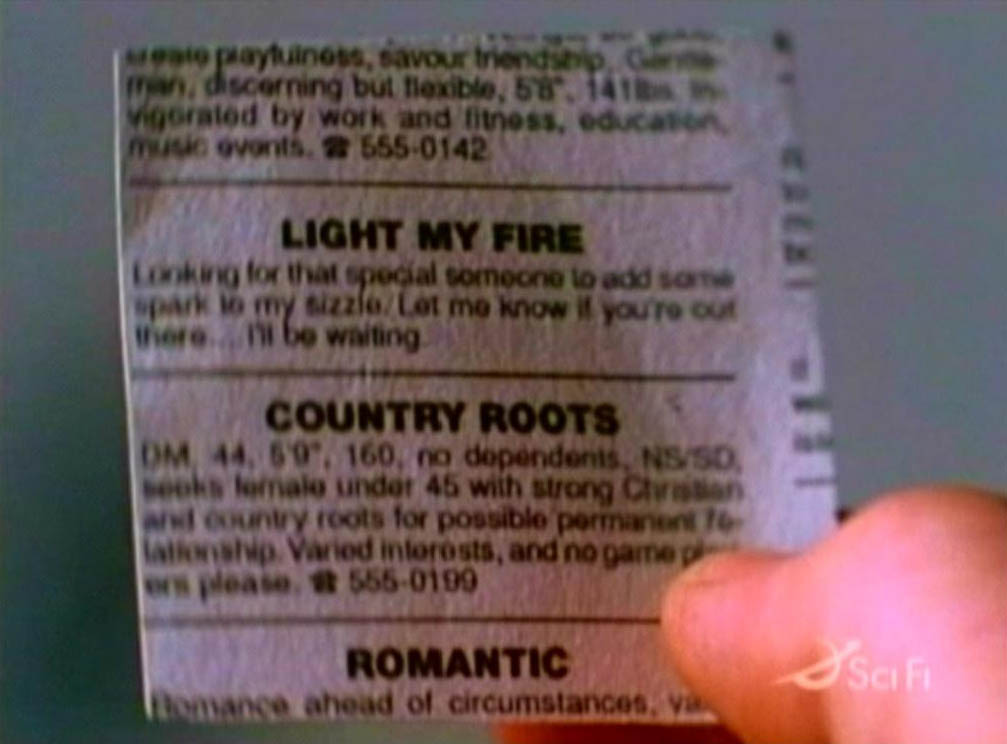 create playfulness, savour friendship. Gentle-
man, discerning but flexible, 5'8", 141lbs. In-
vigorated by work and fitness, education,
music events. ☎ 555-0142
LIGHT MY FIRE
Looking for that special someone to add some
spark to my sizzle. Let me know if you're out
there.... I'll be waiting
COUNTRY ROOTS
DM, 44, 5'9", 160, no dependents, NS/SD,
seeks female under 45 with strong Christian
and country roots for possible permanent re-
lationship. Varied interests, and no game play-
ers please. ☎ 555-0199
ROMANTIC
Romance ahead of circumstances,
SciFi